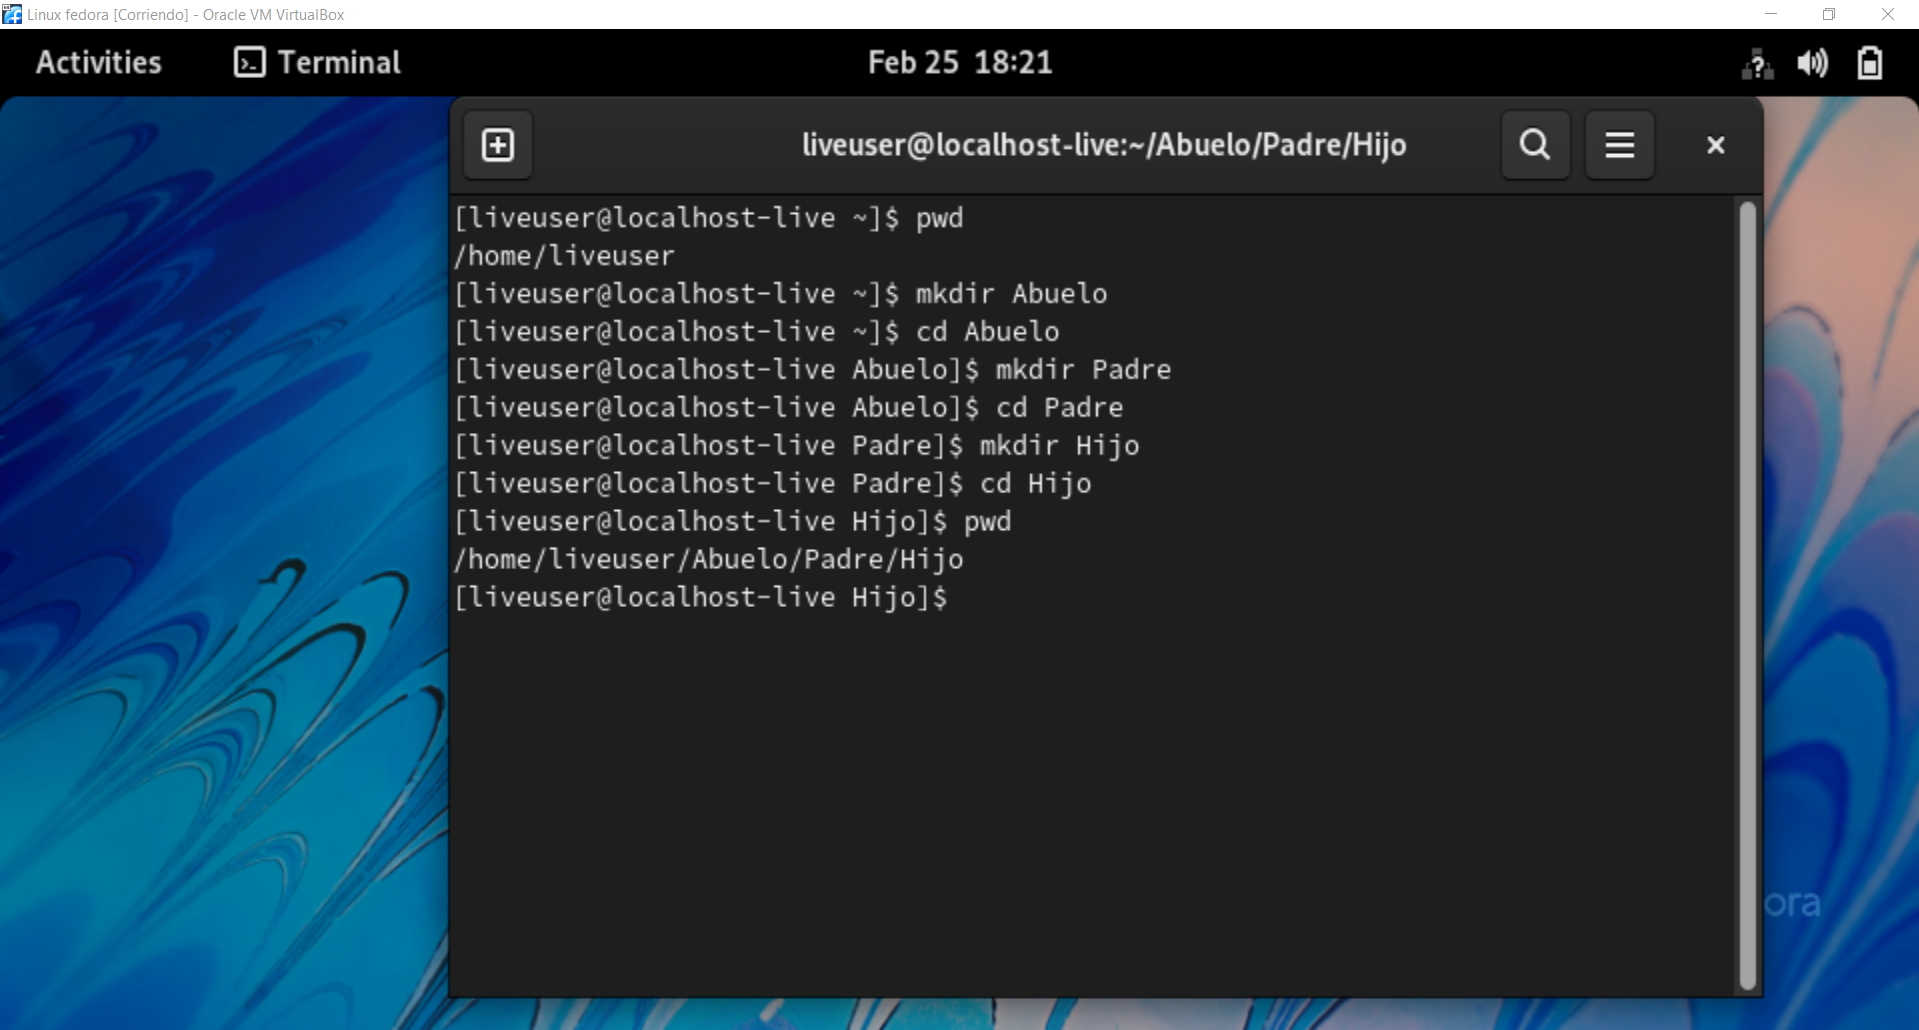 Linux fedora [Corriendo] - Oracle VM VirtualBox
Activities Terminal Feb 25 18:21
liveuser@localhost-live:~/Abuelo/Padre/Hijo
[liveuser@localhost-live ~]$ pwd
/home/liveuser
[liveuser@localhost-live ~]$ mkdir Abuelo
[liveuser@localhost-live ~]$ cd Abuelo
[liveuser@localhost-live Abuelo]$ mkdir Padre
[liveuser@localhost-live Abuelo]$ cd Padre
[liveuser@localhost-live Padre]$ mkdir Hijo
[liveuser@localhost-live Padre]$ cd Hijo
[liveuser@localhost-live Hijo]$ pwd
/home/liveuser/Abuelo/Padre/Hijo
[liveuser@localhost-live Hijo]$
ora